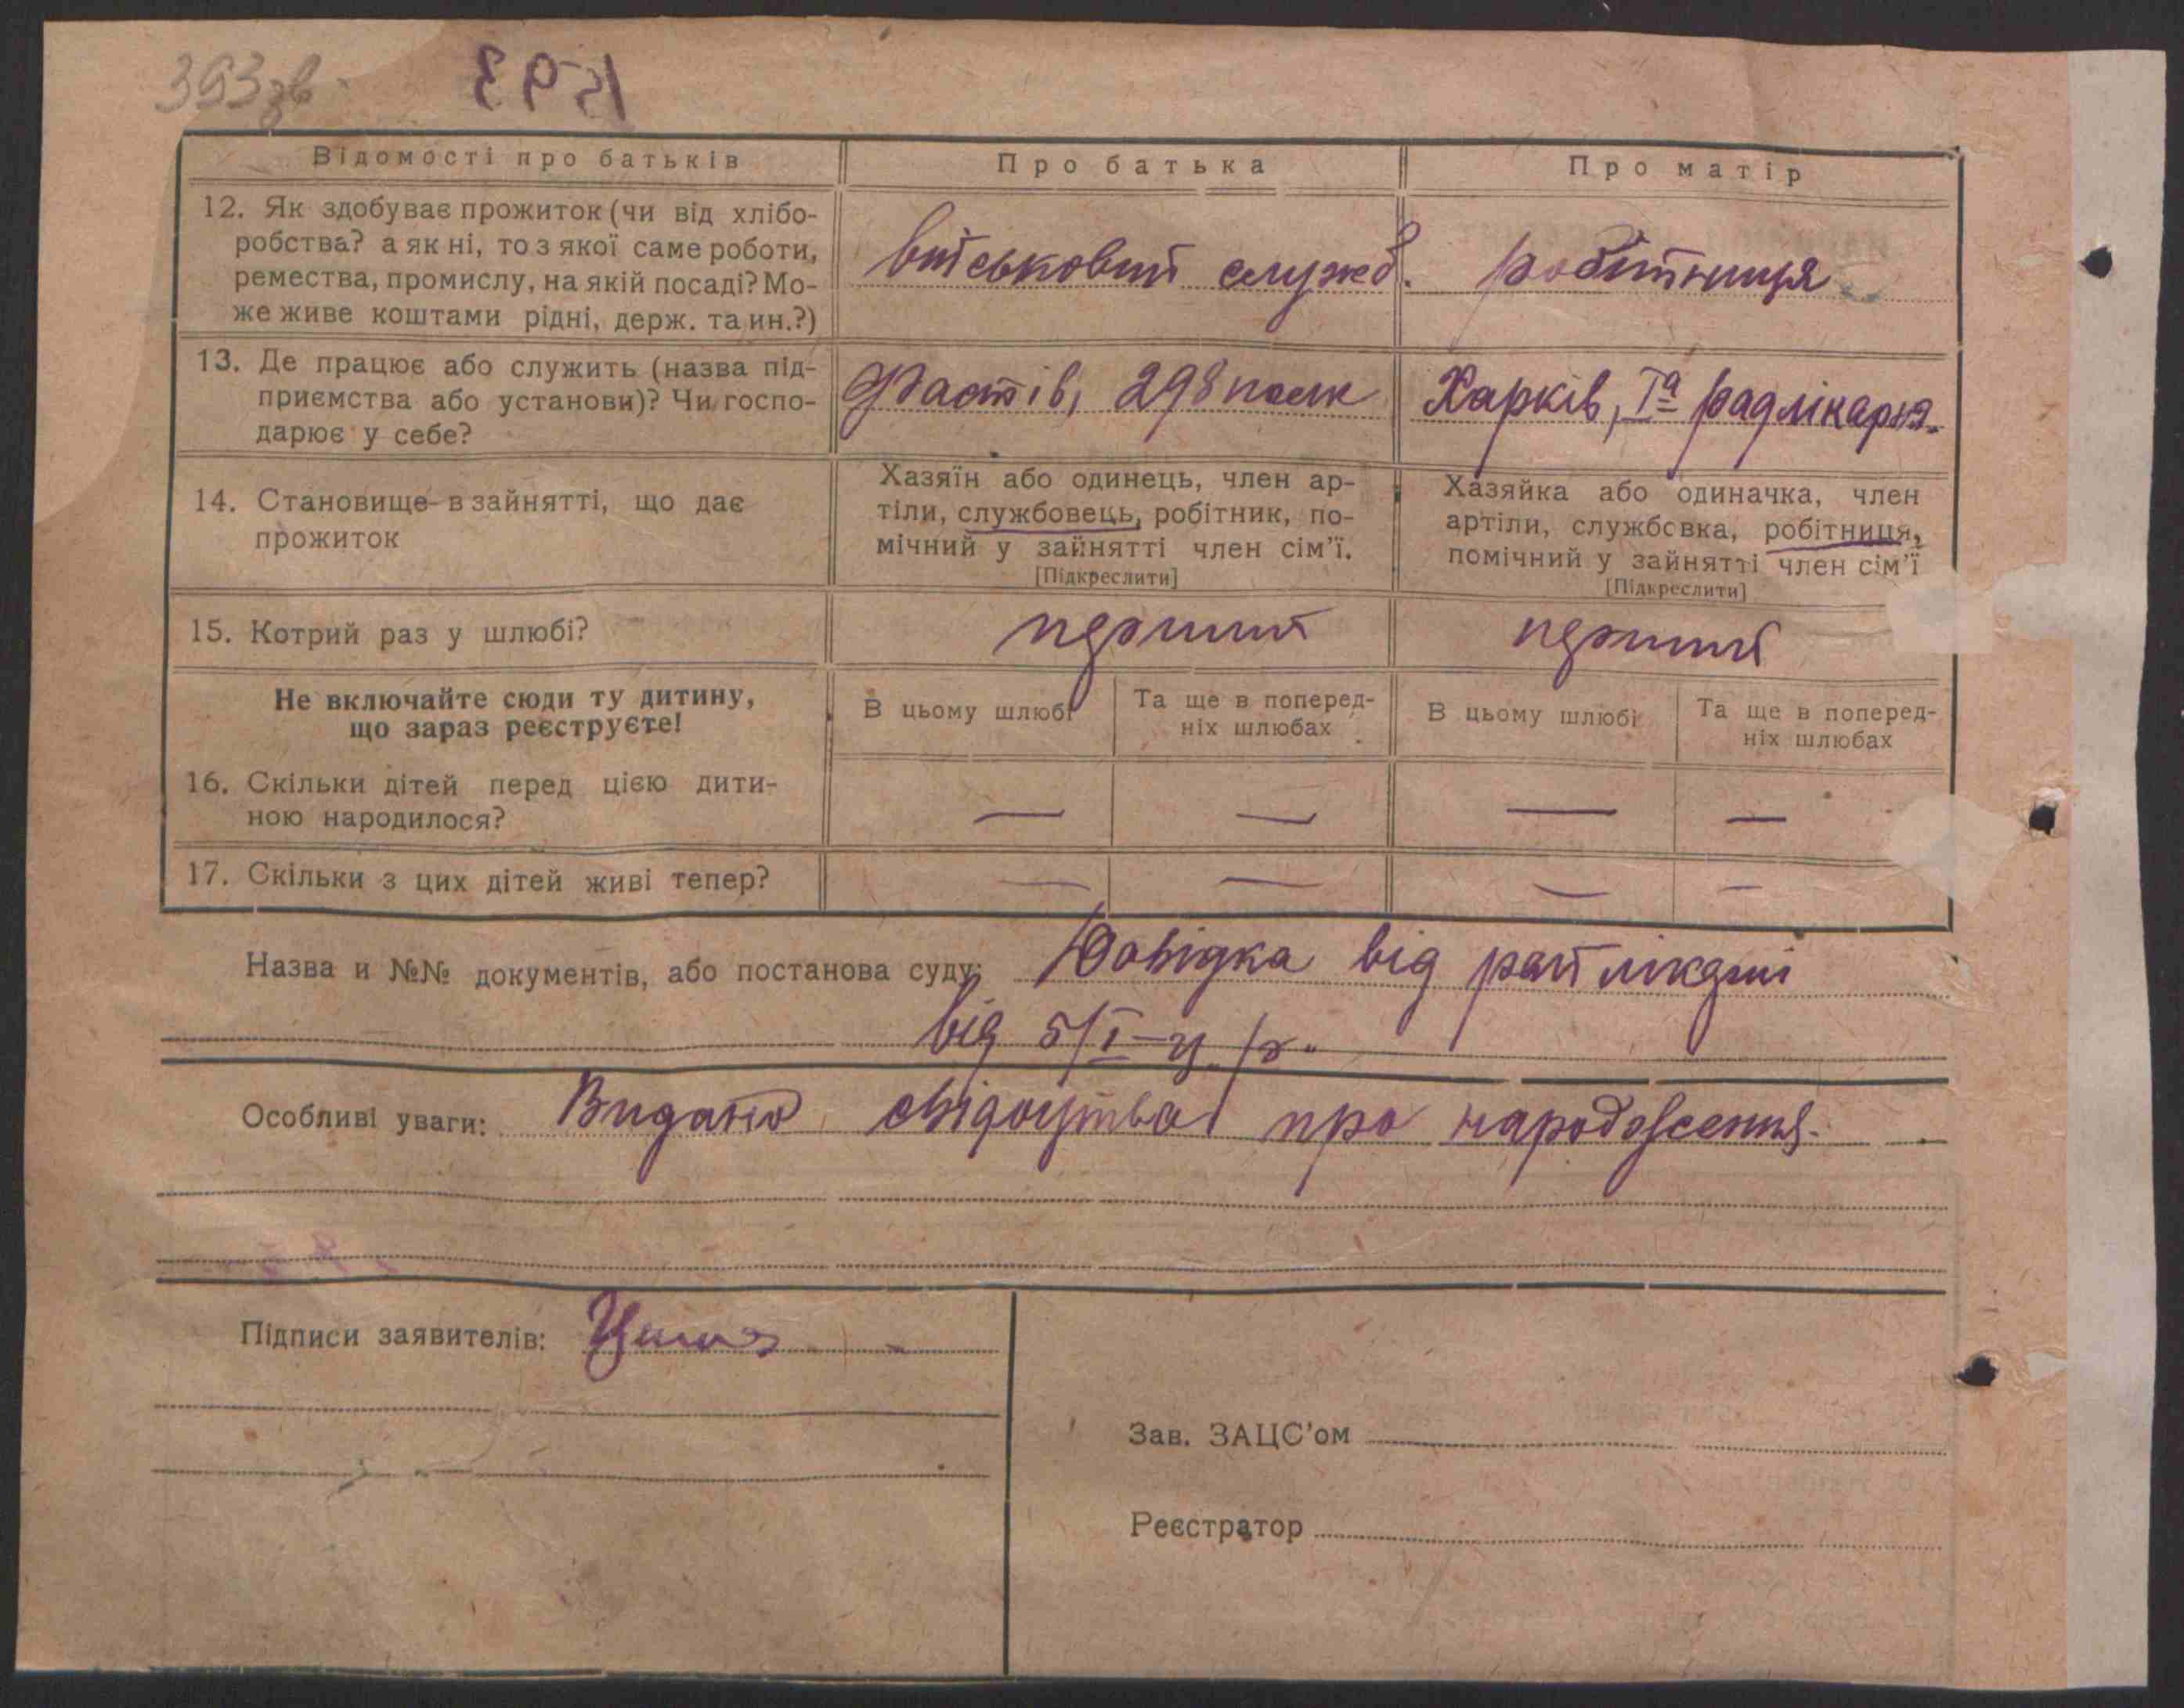 393зв
Відомості про батьків
Про батька
Про матір
12. Як здобуває прожиток (чи від хлібо-
робства? а як ні, то з якої саме роботи,
ремества, промислу, на якій посаді? Мо-
же живе коштами рідні, держ. та ин.?)
військовий службов.
робітниця
13. Де працює або служить (назва під-
приємства або установи)? Чи госпо-
дарює у себе?
Фастів, 298 полк
Харків, Iа радлікарня.
14. Становище в зайнятті, що дає
прожиток
Хазяїн або одинець, член ар-
тіли, службовець, робітник, по-
мічний у зайнятті член сім'ї.
[Підкреслити]
Хазяйка або одиначка, член
артіли, службовка, робітниця,
помічний у зайнятті член сім'ї
[Підкреслити]
15. Котрий раз у шлюбі?
перший
перший
Не включайте сюди ту дитину,
що зараз реєструєте!
В цьому шлюбі
Та ще в поперед-
ніх шлюбах
В цьому шлюбі
Та ще в поперед-
ніх шлюбах
16. Скільки дітей перед цією дити-
ною народилося?
— — — —
17. Скільки з цих дітей живі тепер?
— — — —
Назва и №№ документів, або постанова суду: Довідка від райлікарні
від 5/I-ц.р.
Особливі уваги: Видано свідоцтво про народження.
Підписи заявителів:
Зав. ЗАЦС'ом
Реєстратор